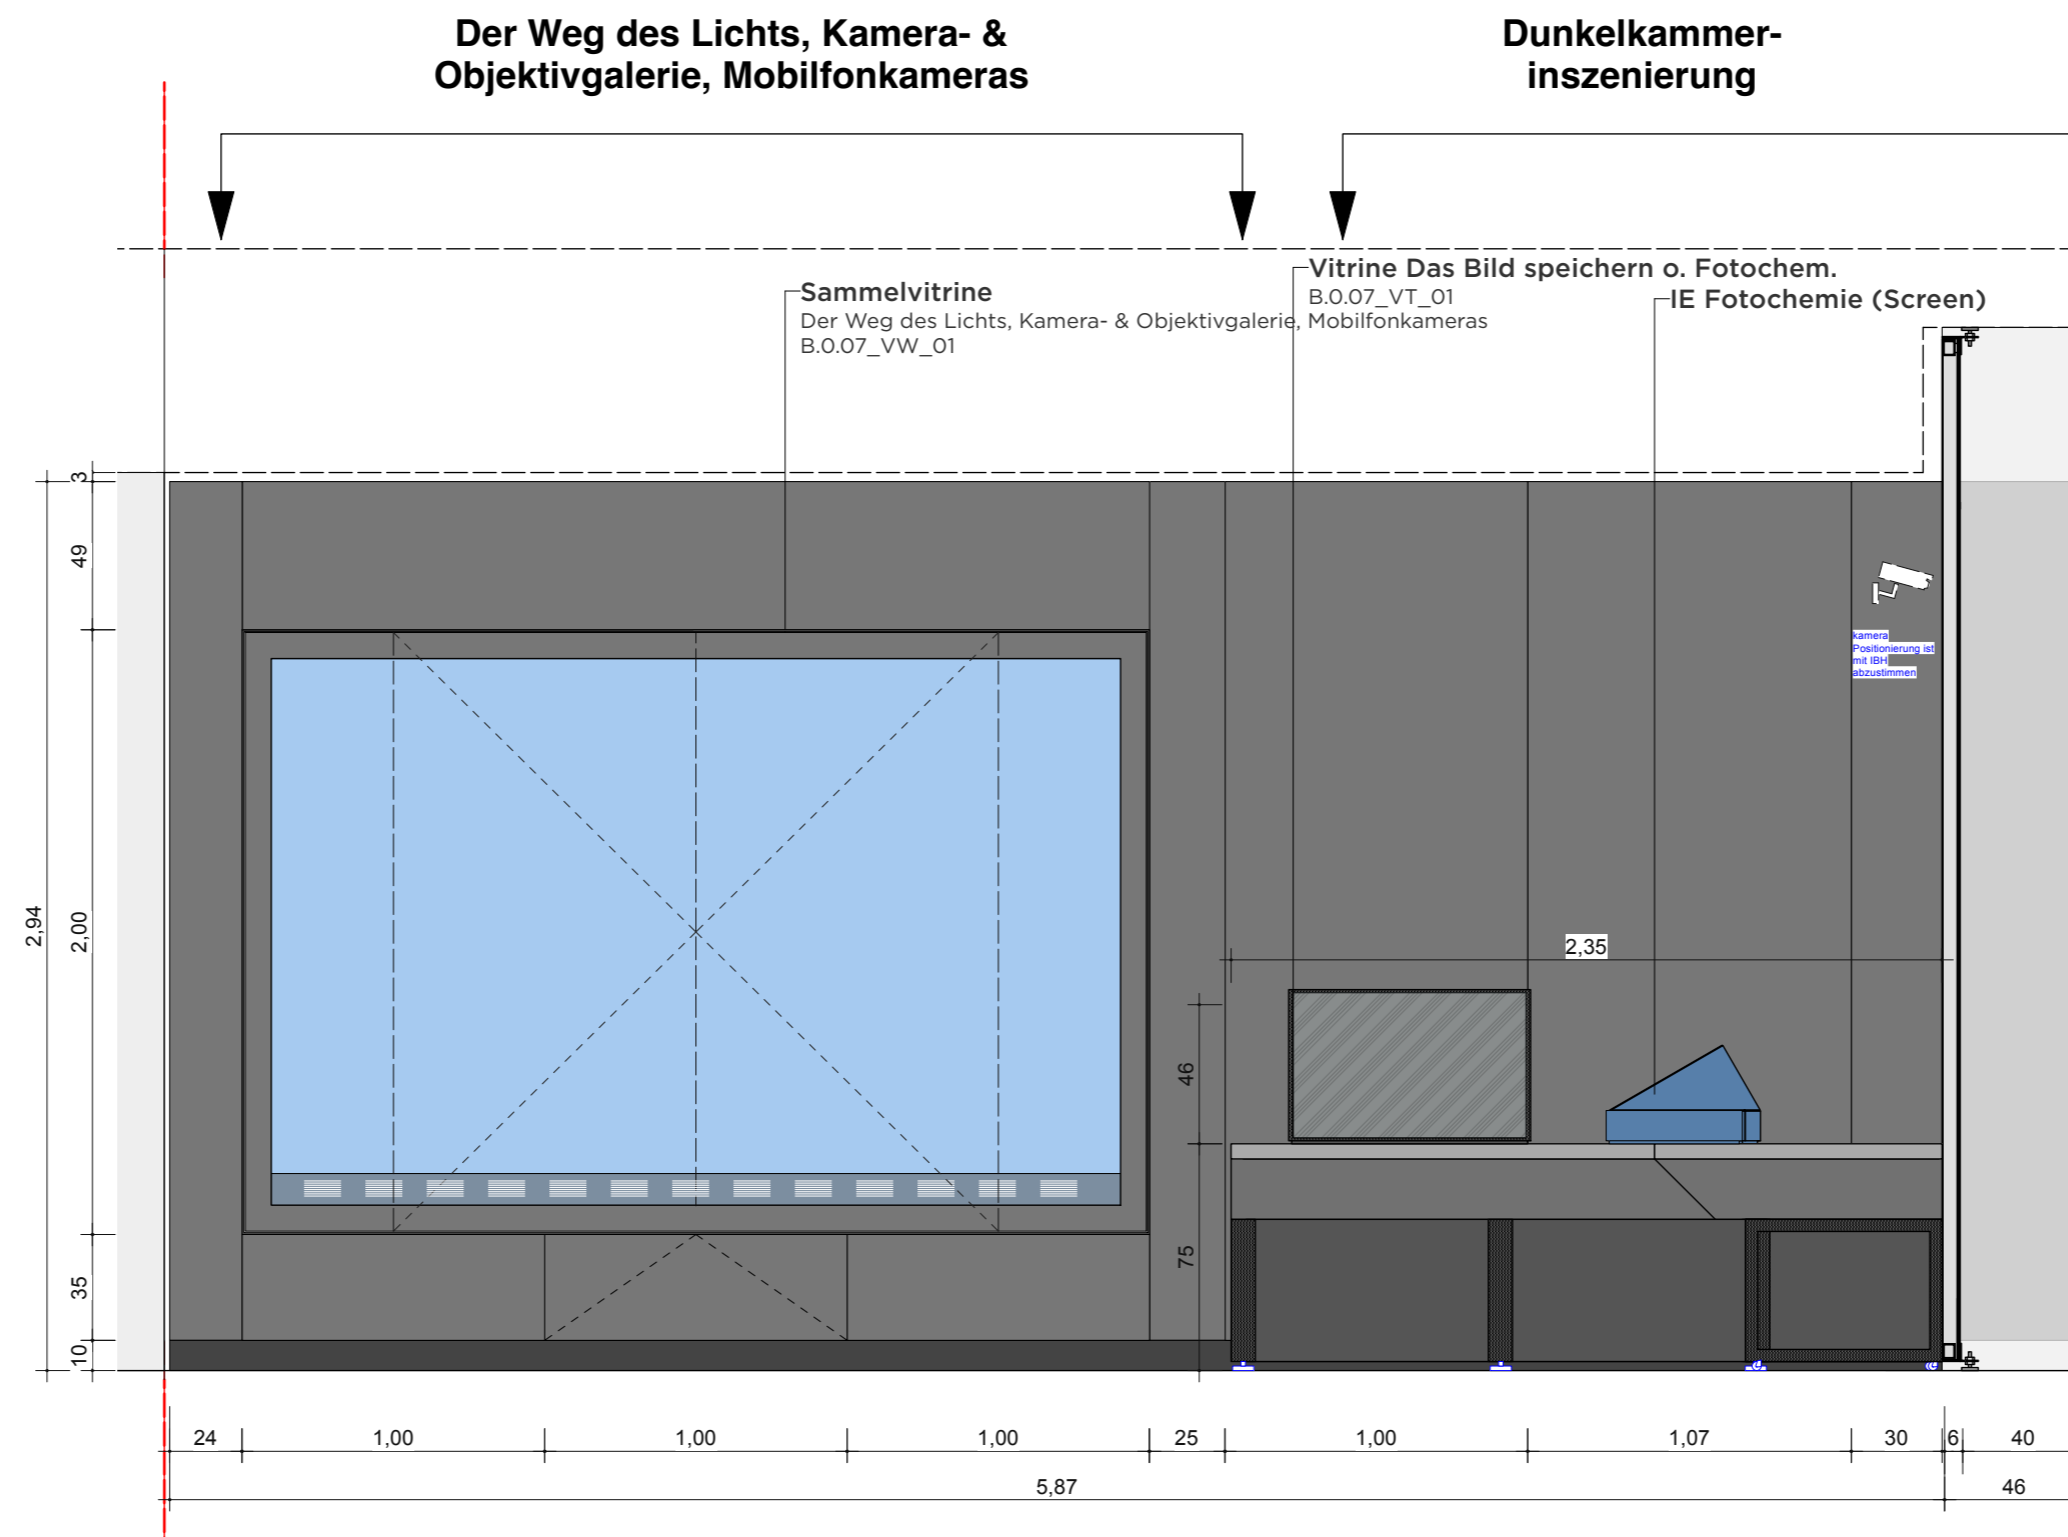 Der Weg des Lichts, Kamera- &
Objektivgalerie, Mobilfonkameras
Dunkelkammer-
inszenierung
Vitrine Das Bild speichern o. Fotochem.
B.0.07_VT_01
IE Fotochemie (Screen)
Sammelvitrine
Der Weg des Lichts, Kamera- & Objektivgalerie, Mobilfonkameras
B.0.07_VW_01
kamera
Positionierung ist
mit IBH
abzustimmen
3
49
2,00
2,94
35
10
2,35
46
75
24
1,00
1,00
1,00
25
1,00
1,07
30
6
40
5,87
46